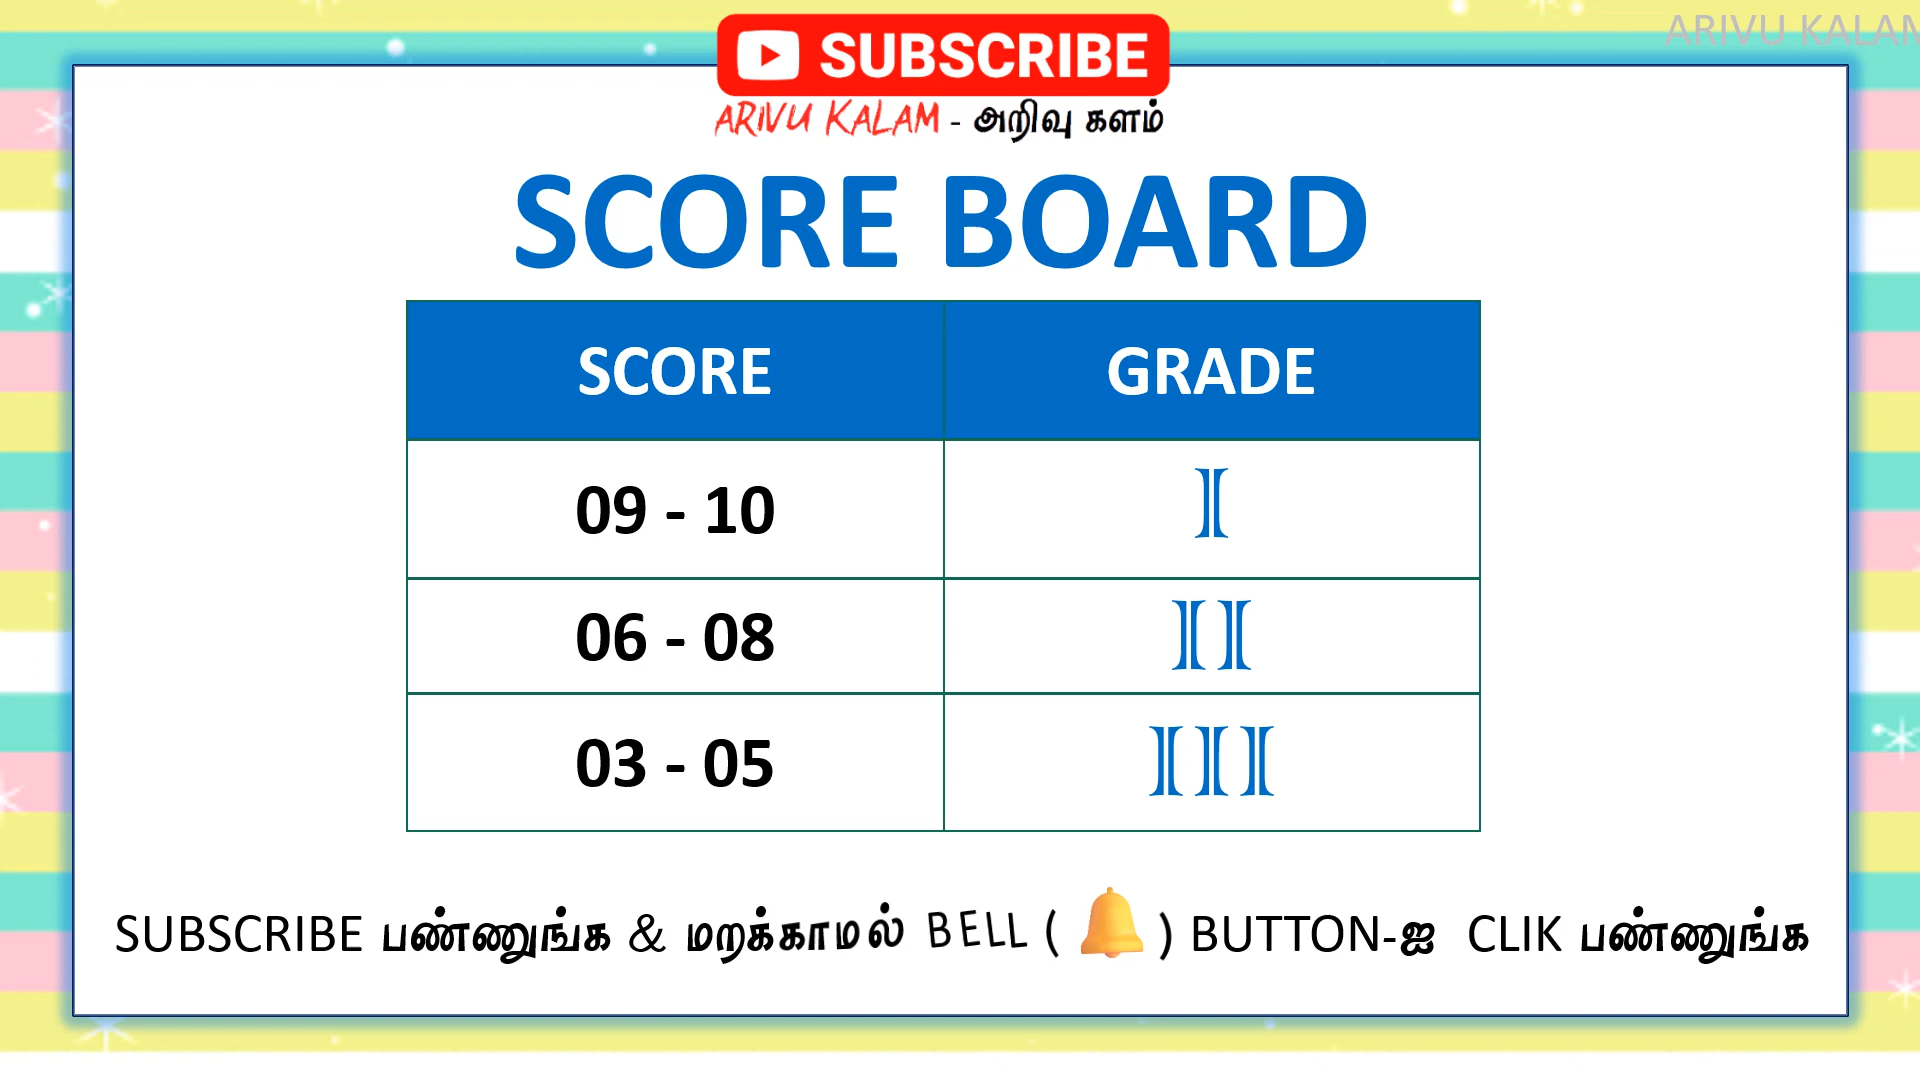 ARIVU KALAM
SUBSCRIBE
ARIVU KALAM - அறிவு களம்
SCORE BOARD
SCORE GRADE
09 - 10 I
06 - 08 II
03 - 05 III
SUBSCRIBE பண்ணுங்க & மறக்காமல் BELL ( ) BUTTON-ஐ CLIK பண்ணுங்க